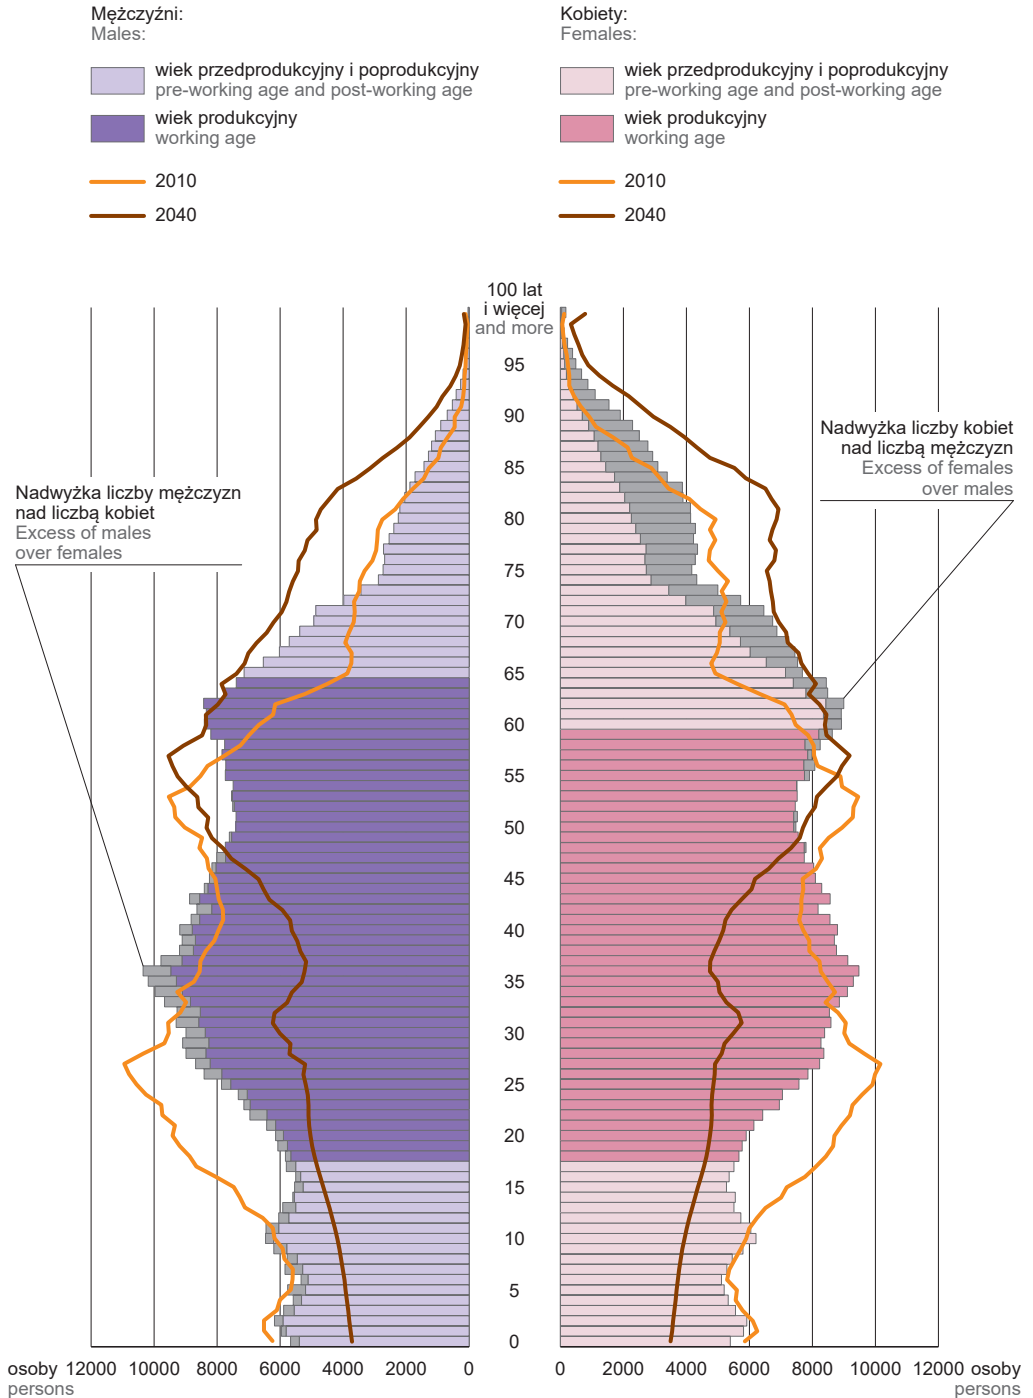 Mężczyźni:
Males:
wiek przedprodukcyjny i poprodukcyjny
pre-working age and post-working age
wiek produkcyjny
working age
2010
2040
Kobiety:
Females:
wiek przedprodukcyjny i poprodukcyjny
pre-working age and post-working age
wiek produkcyjny
working age
2010
2040
100 lat
i więcej
and more
95
90
85
80
75
70
65
60
55
50
45
40
35
30
25
20
15
10
5
0
Nadwyżka liczby mężczyzn
nad liczbą kobiet
Excess of males
over females
Nadwyżka liczby kobiet
nad liczbą mężczyzn
Excess of females
over males
osoby 12000 10000 8000 6000 4000 2000 0
persons
0 2000 4000 6000 8000 10000 12000 osoby
persons